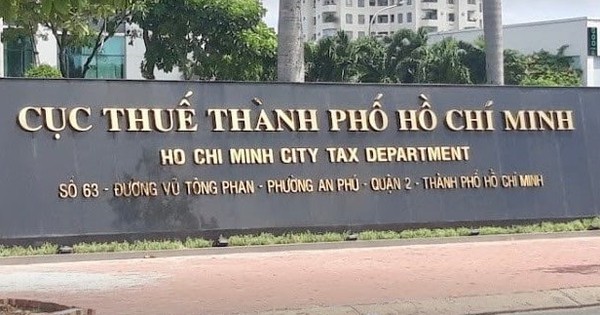 CỤC THUẾ THÀNH PHỐ HỒ CHÍ MINH
HO CHI MINH CITY TAX DEPARTMENT
SỐ 63 - ĐƯỜNG VŨ TÔNG PHAN - PHƯỜNG AN PHÚ - QUẬN 2 - THÀNH PHỐ HỒ CHÍ MINH